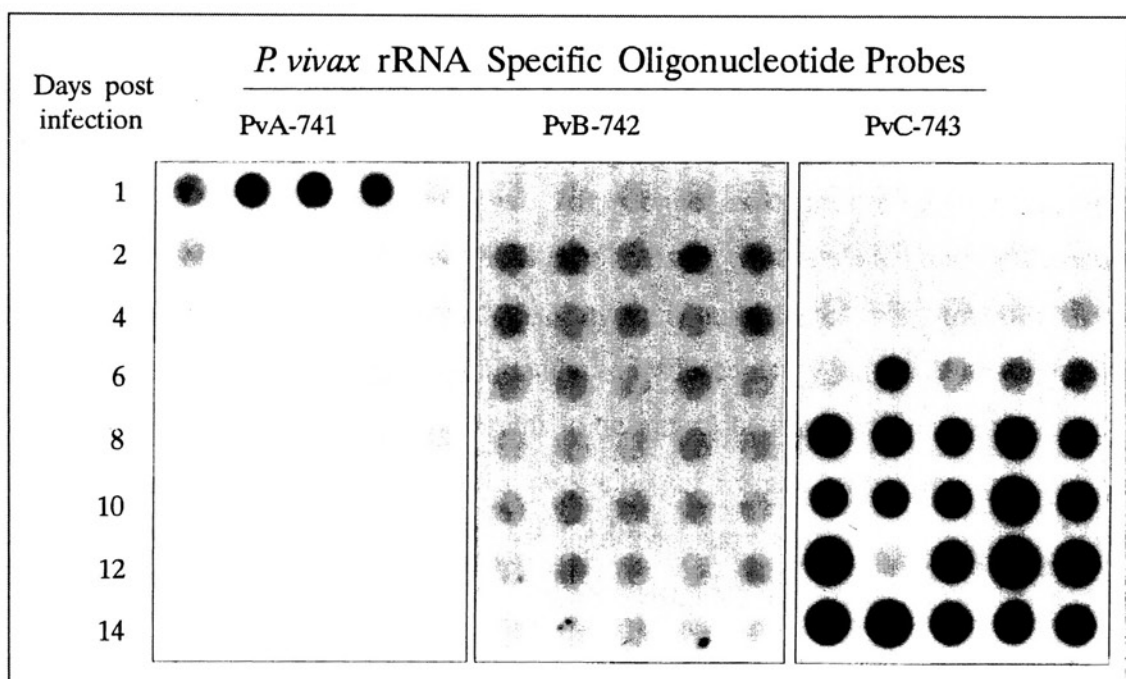 P. vivax rRNA Specific Oligonucleotide Probes
Days post
infection
PvA-741 PvB-742 PvC-743
1
2
4
6
8
10
12
14